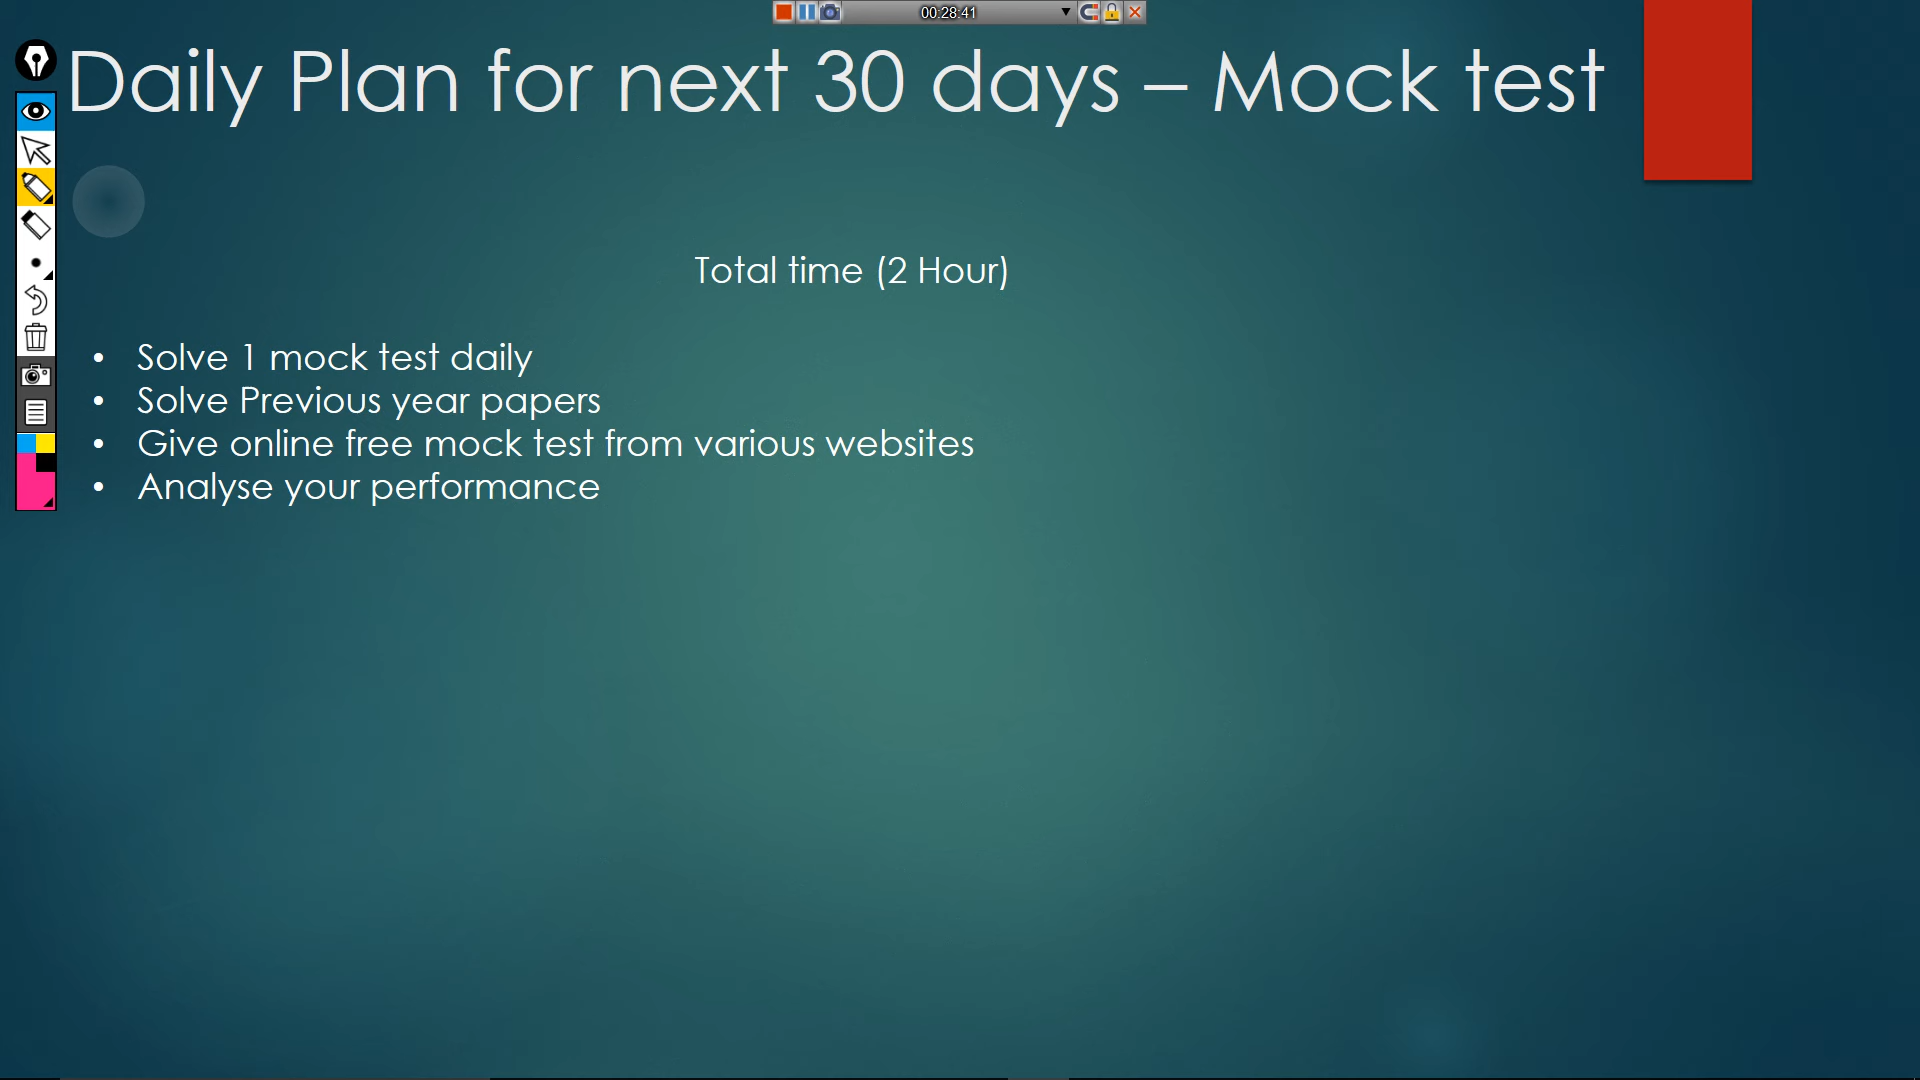 00:28:41
Daily Plan for next 30 days – Mock test
Total time (2 Hour)
• Solve 1 mock test daily
• Solve Previous year papers
• Give online free mock test from various websites
• Analyse your performance